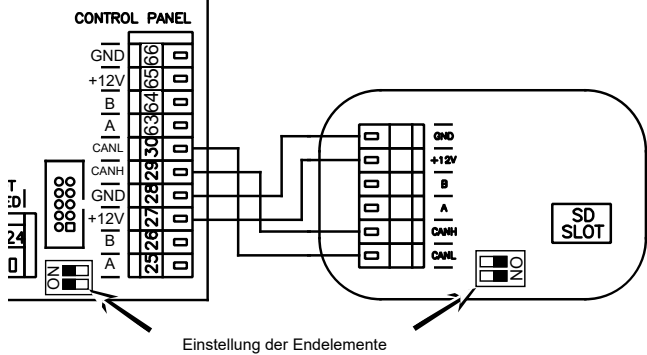 CONTROL PANEL
GND 66
+12V 65
B 64
A 63
CANL 30
CANH 29
GND 28
+12V 27
B 26
A 25
ON
24
GND
+12V
B
A
CANH
CANL
SD
SLOT
ON
Einstellung der Endelemente